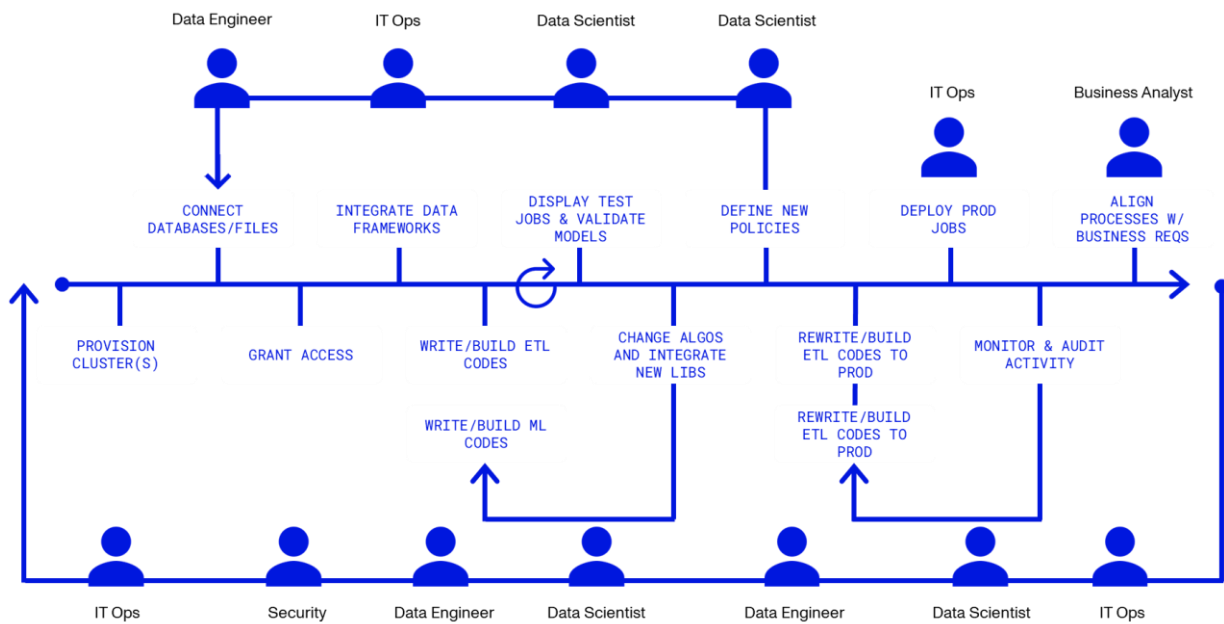 Data Engineer
IT Ops
Data Scientist
Data Scientist
IT Ops
Business Analyst
CONNECT
DATABASES/FILES
INTEGRATE DATA
FRAMEWORKS
DISPLAY TEST
JOBS & VALIDATE
MODELS
DEFINE NEW
POLICIES
DEPLOY PROD
JOBS
ALIGN
PROCESSES W/
BUSINESS REQS
PROVISION
CLUSTER(S)
GRANT ACCESS
WRITE/BUILD ETL
CODES
CHANGE ALGOS
AND INTEGRATE
NEW LIBS
REWRITE/BUILD
ETL CODES TO
PROD
MONITOR & AUDIT
ACTIVITY
WRITE/BUILD ML
CODES
REWRITE/BUILD
ETL CODES TO
PROD
IT Ops
Security
Data Engineer
Data Scientist
Data Engineer
Data Scientist
IT Ops